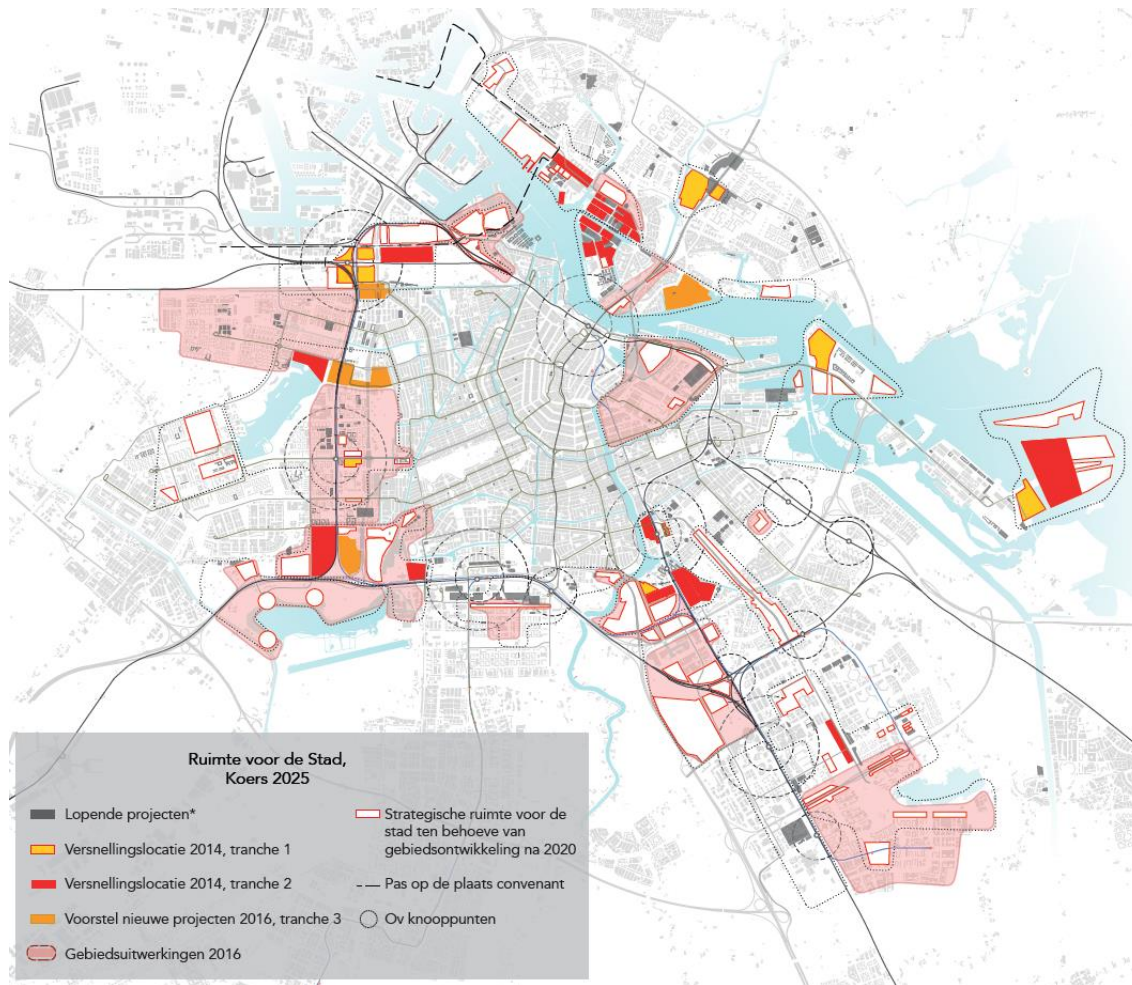 Ruimte voor de Stad,
Koers 2025
Lopende projecten*
Versnellingslocatie 2014, tranche 1
Versnellingslocatie 2014, tranche 2
Voorstel nieuwe projecten 2016, tranche 3
Gebiedsuitwerkingen 2016
Strategische ruimte voor de
stad ten behoeve van
gebiedsontwikkeling na 2020
Pas op de plaats convenant
Ov knooppunten